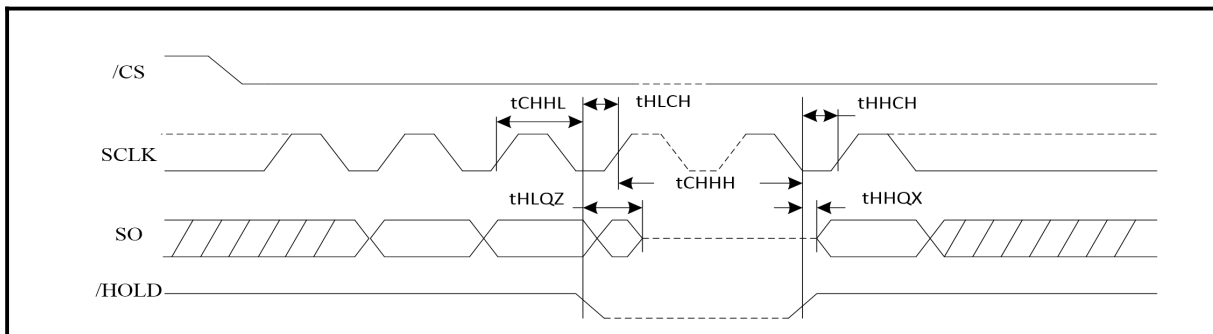 /CS
tCHHL
tHLCH
tHHCH
SCLK
tCHHH
tHLQZ
tHHQX
SO
/HOLD